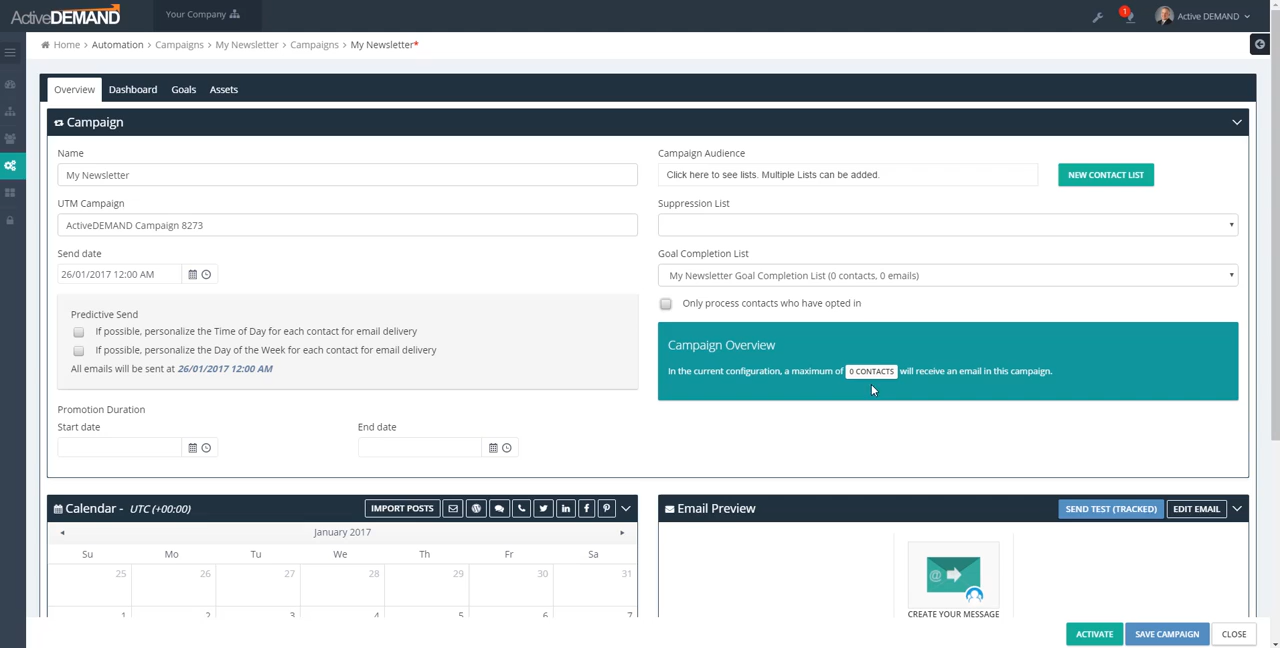 ActiveDEMAND
Your Company
1
Active DEMAND
Home > Automation > Campaigns > My Newsletter > Campaigns > My Newsletter*
Overview
Dashboard
Goals
Assets
Campaign
Name
My Newsletter
UTM Campaign
ActiveDEMAND Campaign 8273
Send date
26/01/2017 12:00 AM
Predictive Send
If possible, personalize the Time of Day for each contact for email delivery
If possible, personalize the Day of the Week for each contact for email delivery
All emails will be sent at 26/01/2017 12:00 AM
Promotion Duration
Start date
End date
Campaign Audience
Click here to see lists. Multiple Lists can be added.
NEW CONTACT LIST
Suppression List
Goal Completion List
My Newsletter Goal Completion List (0 contacts, 0 emails)
Only process contacts who have opted in
Campaign Overview
In the current configuration, a maximum of 0 CONTACTS will receive an email in this campaign.
Calendar - UTC (+00:00)
IMPORT POSTS
January 2017
Su Mo Tu We Th Fr Sa
25 26 27 28 29 30 31
1 2 3 4 5 6 7
Email Preview
SEND TEST (TRACKED)
EDIT EMAIL
CREATE YOUR MESSAGE
ACTIVATE
SAVE CAMPAIGN
CLOSE